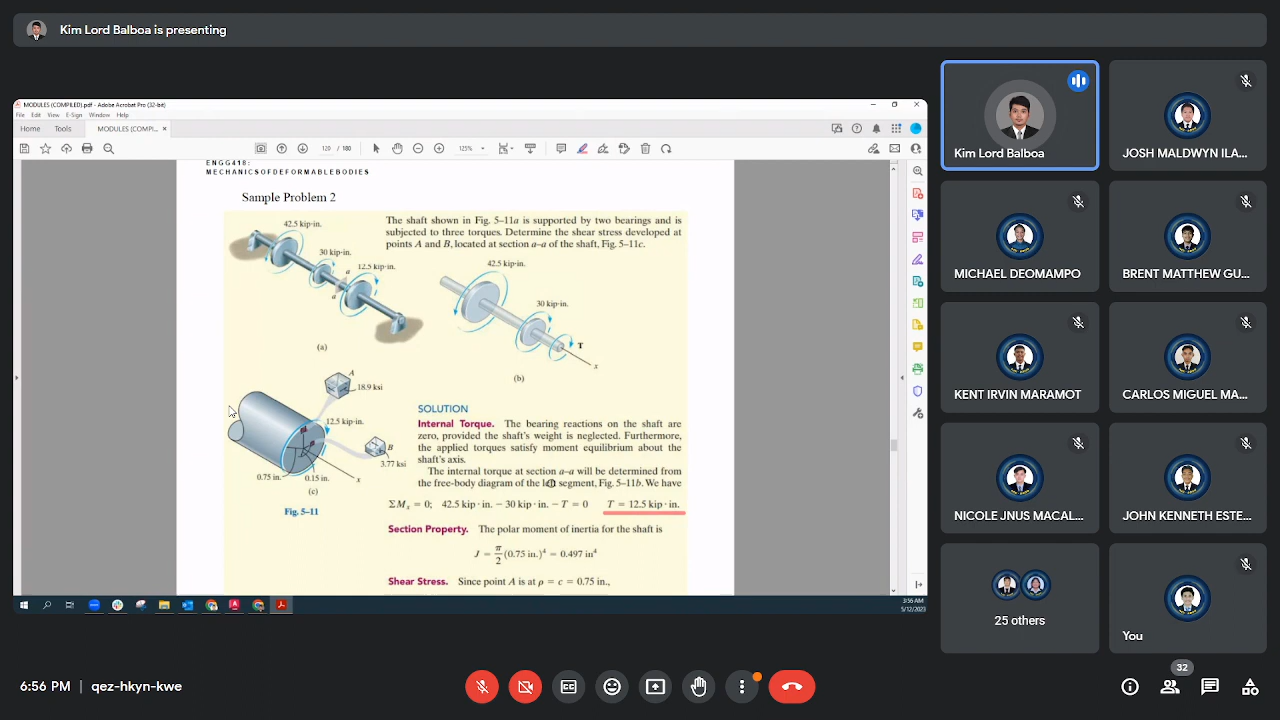 Kim Lord Balboa is presenting
MODULES (COMPILED).pdf - Adobe Acrobat Pro (32-bit)
File Edit View E-Sign Window Help
Home Tools MODULES (COMPI... ×
120 / 180 125%
ENGG418:
MECHANICSOFDEFORMABLEBODIES
Sample Problem 2
The shaft shown in Fig. 5–11a is supported by two bearings and is
subjected to three torques. Determine the shear stress developed at
points A and B, located at section a–a of the shaft, Fig. 5–11c.
42.5 kip·in.
30 kip·in.
12.5 kip·in.
a
a
(a)
42.5 kip·in.
30 kip·in.
T
x
(b)
A
18.9 ksi
12.5 kip·in.
B
3.77 ksi
0.75 in.
0.15 in.
x
(c)
Fig. 5–11
SOLUTION
Internal Torque. The bearing reactions on the shaft are
zero, provided the shaft's weight is neglected. Furthermore,
the applied torques satisfy moment equilibrium about the
shaft's axis.
The internal torque at section a–a will be determined from
the free-body diagram of the left segment, Fig. 5–11b. We have
ΣMx = 0; 42.5 kip·in. − 30 kip·in. − T = 0 T = 12.5 kip·in.
Section Property. The polar moment of inertia for the shaft is
J = π/2 (0.75 in.)⁴ = 0.497 in⁴
Shear Stress. Since point A is at ρ = c = 0.75 in.,
3:56 AM
5/12/2023
Kim Lord Balboa
JOSH MALDWYN ILA...
MICHAEL DEOMAMPO
BRENT MATTHEW GU...
KENT IRVIN MARAMOT
CARLOS MIGUEL MA...
NICOLE JNUS MACAL...
JOHN KENNETH ESTE...
25 others
You
6:56 PM | qez-hkyn-kwe
32